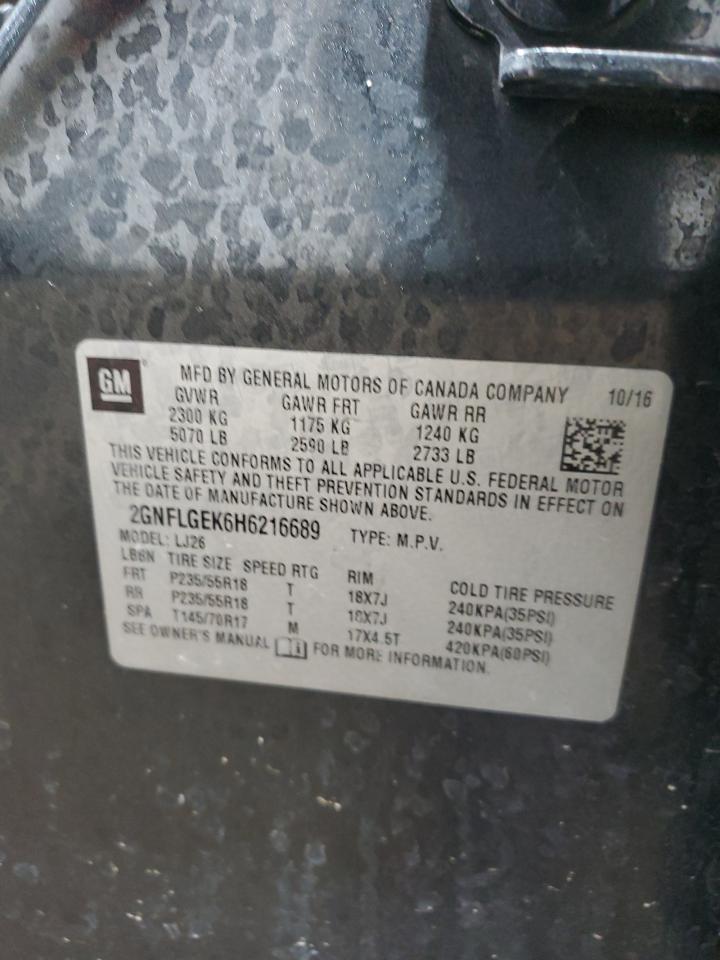 GM
MFD BY GENERAL MOTORS OF CANADA COMPANY 10/16
GVWR GAWR FRT GAWR RR
2300 KG 1175 KG 1240 KG
5070 LB 2590 LB 2733 LB
THIS VEHICLE CONFORMS TO ALL APPLICABLE U.S. FEDERAL MOTOR
VEHICLE SAFETY AND THEFT PREVENTION STANDARDS IN EFFECT ON
THE DATE OF MANUFACTURE SHOWN ABOVE.
2GNFLGEK6H6216689 TYPE: M.P.V.
MODEL: LJ26
LB6N TIRE SIZE SPEED RTG RIM COLD TIRE PRESSURE
FRT P235/55R18 T 18X7J 240KPA(35PSI)
RR P235/55R18 T 18X7J 240KPA(35PSI)
SPA T145/70R17 M 17X4.5T 420KPA(60PSI)
SEE OWNER'S MANUAL FOR MORE INFORMATION.